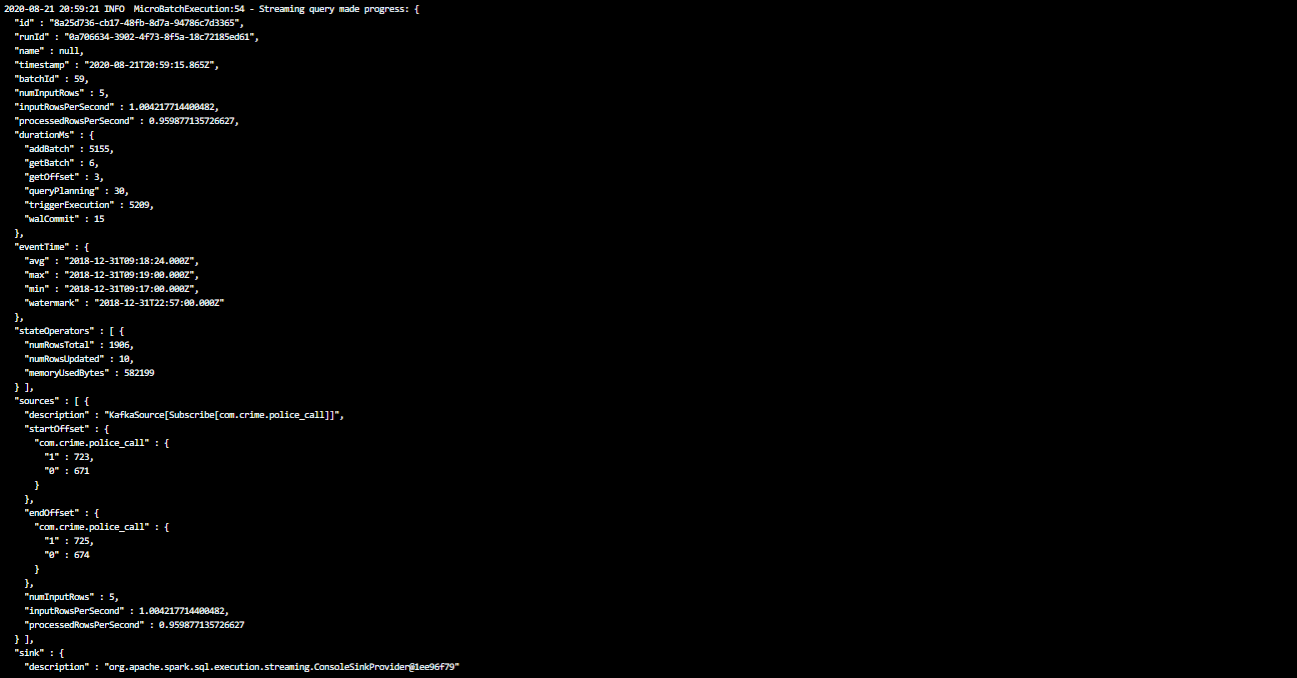 2020-08-21 20:59:21 INFO  MicroBatchExecution:54 - Streaming query made progress: {
  "id" : "8a25d736-cb17-48fb-8d7a-94786c7d3365",
  "runId" : "0a706634-3902-4f73-8f5a-18c72185ed61",
  "name" : null,
  "timestamp" : "2020-08-21T20:59:15.865Z",
  "batchId" : 59,
  "numInputRows" : 5,
  "inputRowsPerSecond" : 1.004217714400482,
  "processedRowsPerSecond" : 0.959877135726627,
  "durationMs" : {
    "addBatch" : 5155,
    "getBatch" : 6,
    "getOffset" : 3,
    "queryPlanning" : 30,
    "triggerExecution" : 5209,
    "walCommit" : 15
  },
  "eventTime" : {
    "avg" : "2018-12-31T09:18:24.000Z",
    "max" : "2018-12-31T09:19:00.000Z",
    "min" : "2018-12-31T09:17:00.000Z",
    "watermark" : "2018-12-31T22:57:00.000Z"
  },
  "stateOperators" : [ {
    "numRowsTotal" : 1906,
    "numRowsUpdated" : 10,
    "memoryUsedBytes" : 582199
  } ],
  "sources" : [ {
    "description" : "KafkaSource[Subscribe[com.crime.police_call]]",
    "startOffset" : {
      "com.crime.police_call" : {
        "1" : 723,
        "0" : 671
      }
    },
    "endOffset" : {
      "com.crime.police_call" : {
        "1" : 725,
        "0" : 674
      }
    },
    "numInputRows" : 5,
    "inputRowsPerSecond" : 1.004217714400482,
    "processedRowsPerSecond" : 0.959877135726627
  } ],
  "sink" : {
    "description" : "org.apache.spark.sql.execution.streaming.ConsoleSinkProvider@1ee96f79"